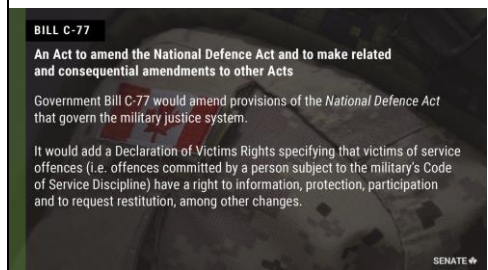 BILL C-77
An Act to amend the National Defence Act and to make related
and consequential amendments to other Acts
Government Bill C-77 would amend provisions of the National Defence Act
that govern the military justice system.
It would add a Declaration of Victims Rights specifying that victims of service
offences (i.e. offences committed by a person subject to the military's Code
of Service Discipline) have a right to information, protection, participation
and to request restitution, among other changes.
SENATE